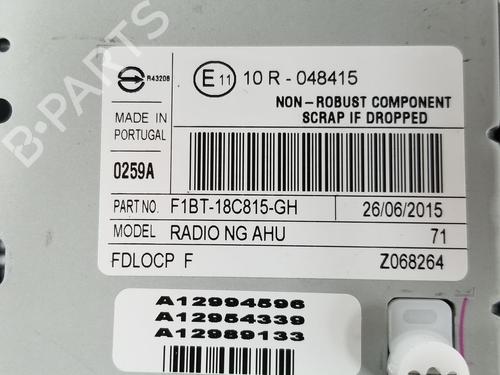 B-PARTS
R43208
E 11 10 R - 048415
NON - ROBUST COMPONENT
SCRAP IF DROPPED
MADE IN
PORTUGAL
0259A
PART NO. F1BT-18C815-GH 26/06/2015
MODEL RADIO NG AHU 71
FDLOCP F Z068264
A12994596
A12954339
A12989133